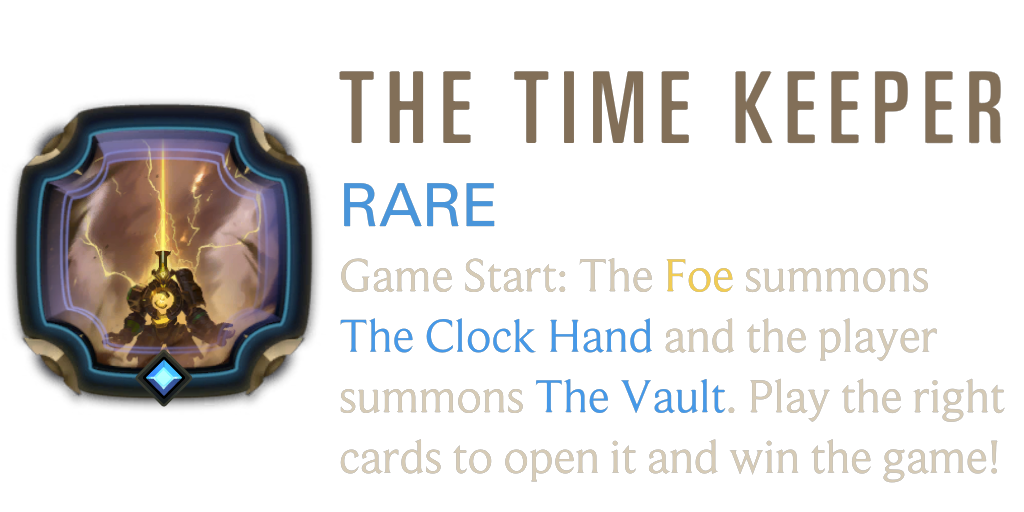 THE TIME KEEPER
RARE
Game Start: The Foe summons
The Clock Hand and the player
summons The Vault. Play the right
cards to open it and win the game!